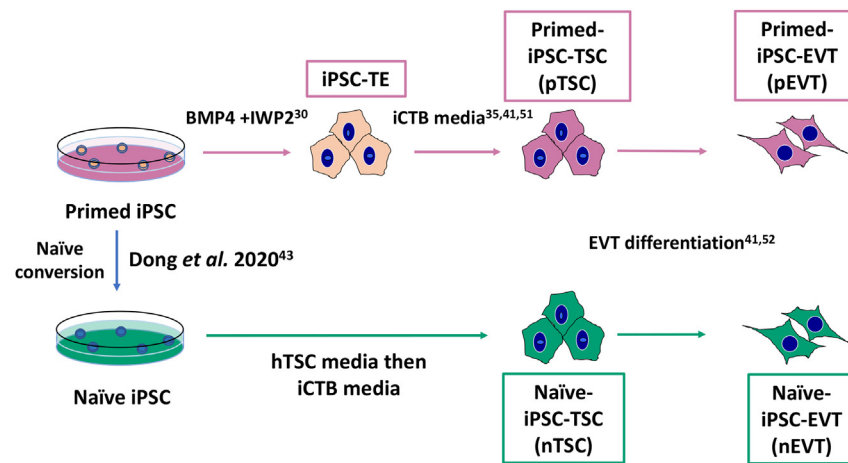 Primed-
iPSC-TSC
(pTSC)
Primed-
iPSC-EVT
(pEVT)
iPSC-TE
BMP4 +IWP2³⁰
iCTB media³⁵,⁴¹,⁵¹
Primed iPSC
Naïve
conversion
Dong et al. 2020⁴³
EVT differentiation⁴¹,⁵²
hTSC media then
iCTB media
Naïve iPSC
Naïve-
iPSC-TSC
(nTSC)
Naïve-
iPSC-EVT
(nEVT)